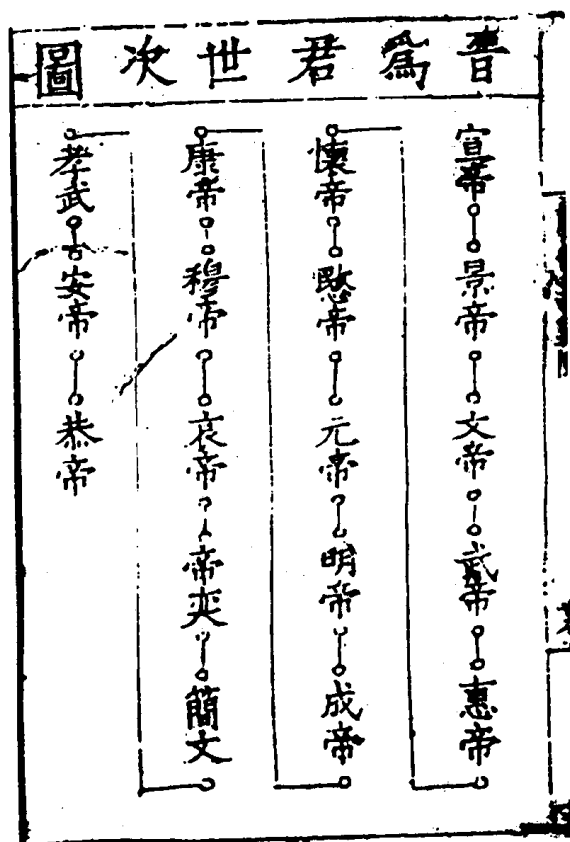 晉爲君世次圖
宣帝 景帝 文帝 武帝 惠帝
懷帝 愍帝 元帝 明帝 成帝
康帝 穆帝 哀帝 帝奕 簡文
孝武 安帝 恭帝